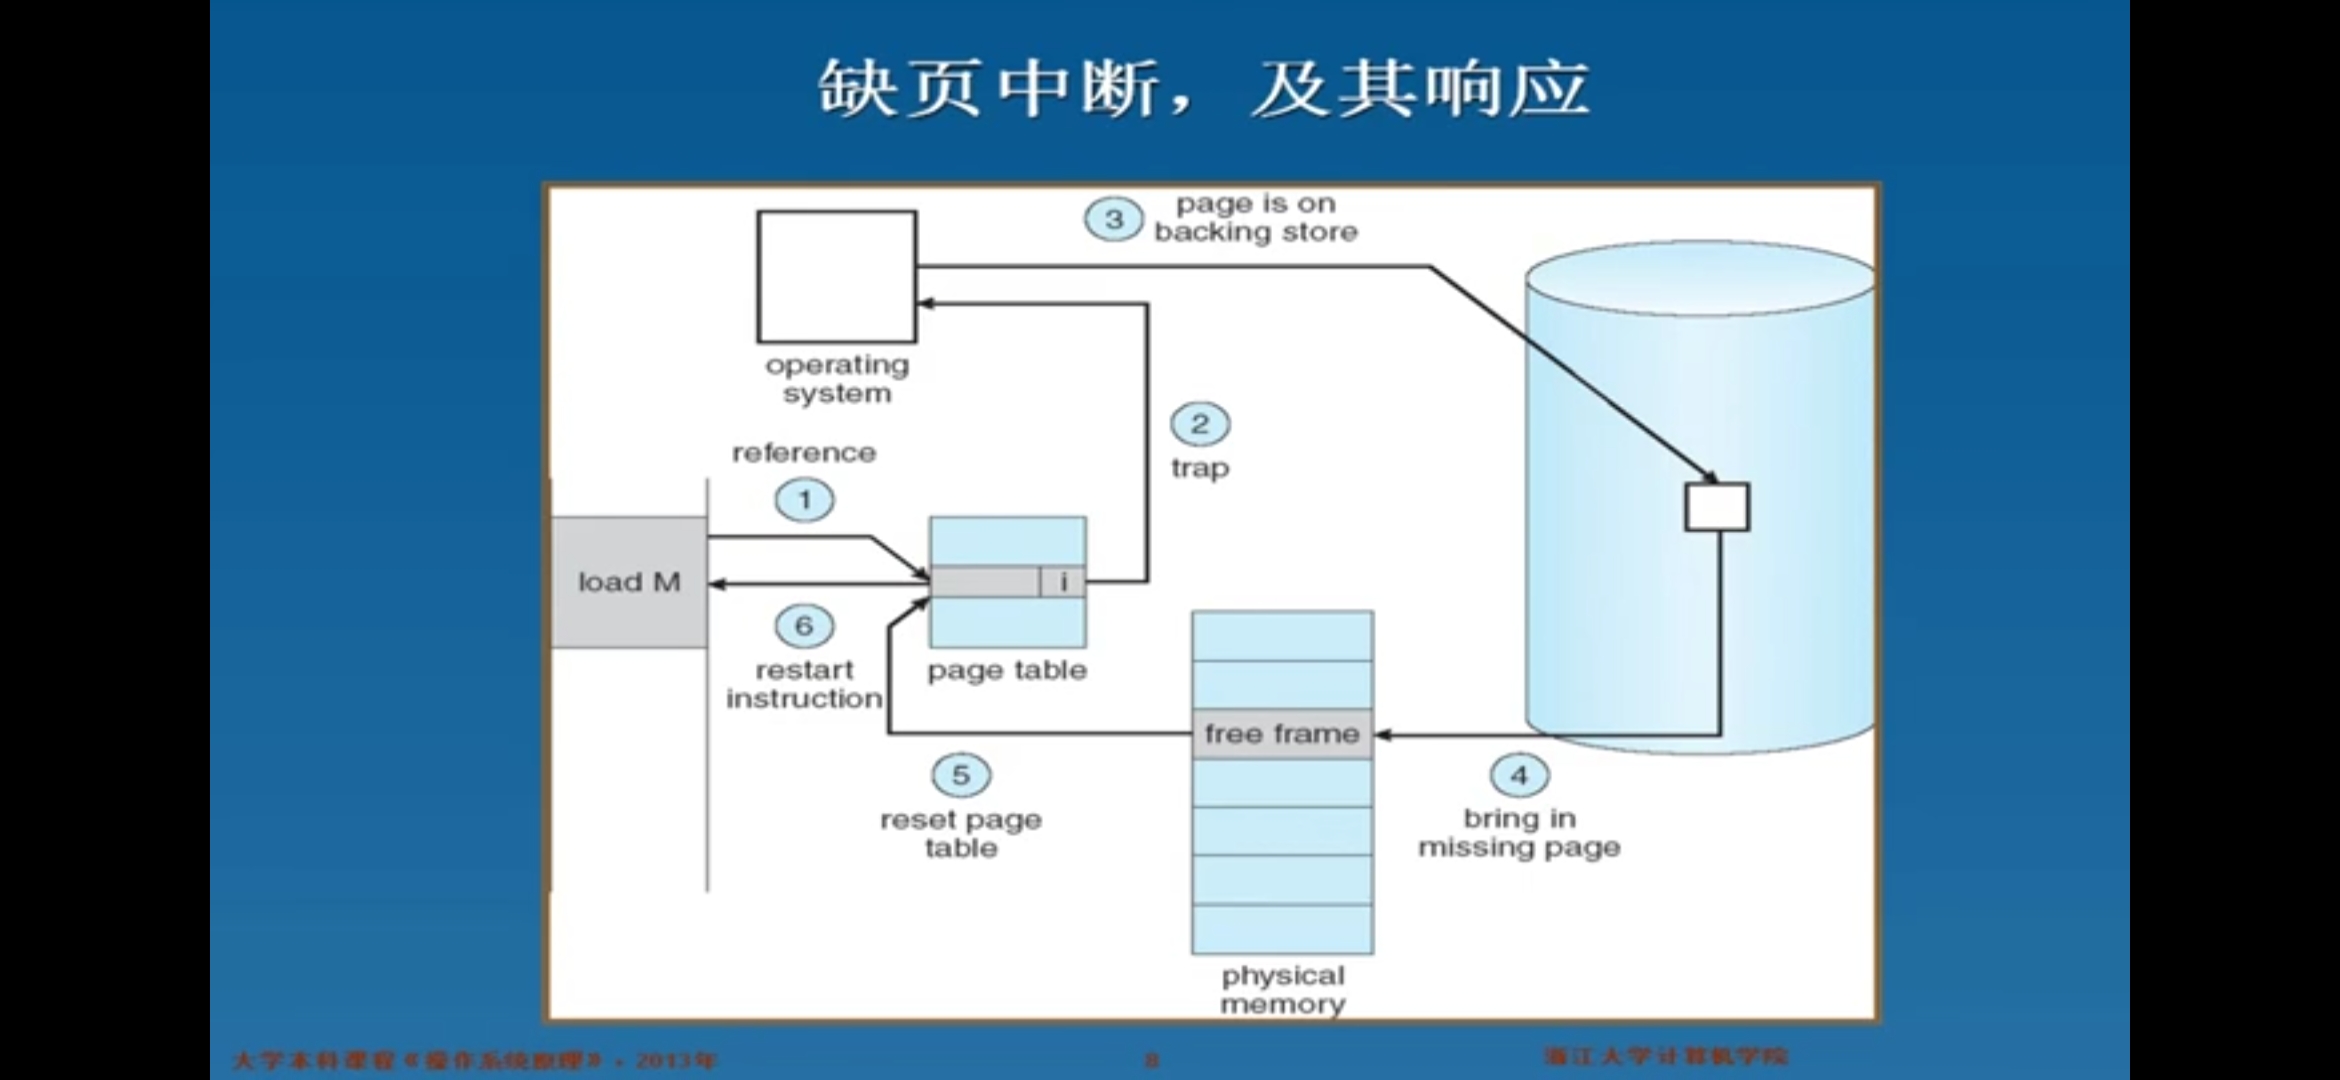 缺页中断，及其响应
3
page is on
backing store
operating
system
2
trap
reference
1
load M
i
6
restart
instruction
page table
free frame
5
reset page
table
4
bring in
missing page
physical
memory
大学本科课程《操作系统原理》，2013年
8
浙江大学计算机学院